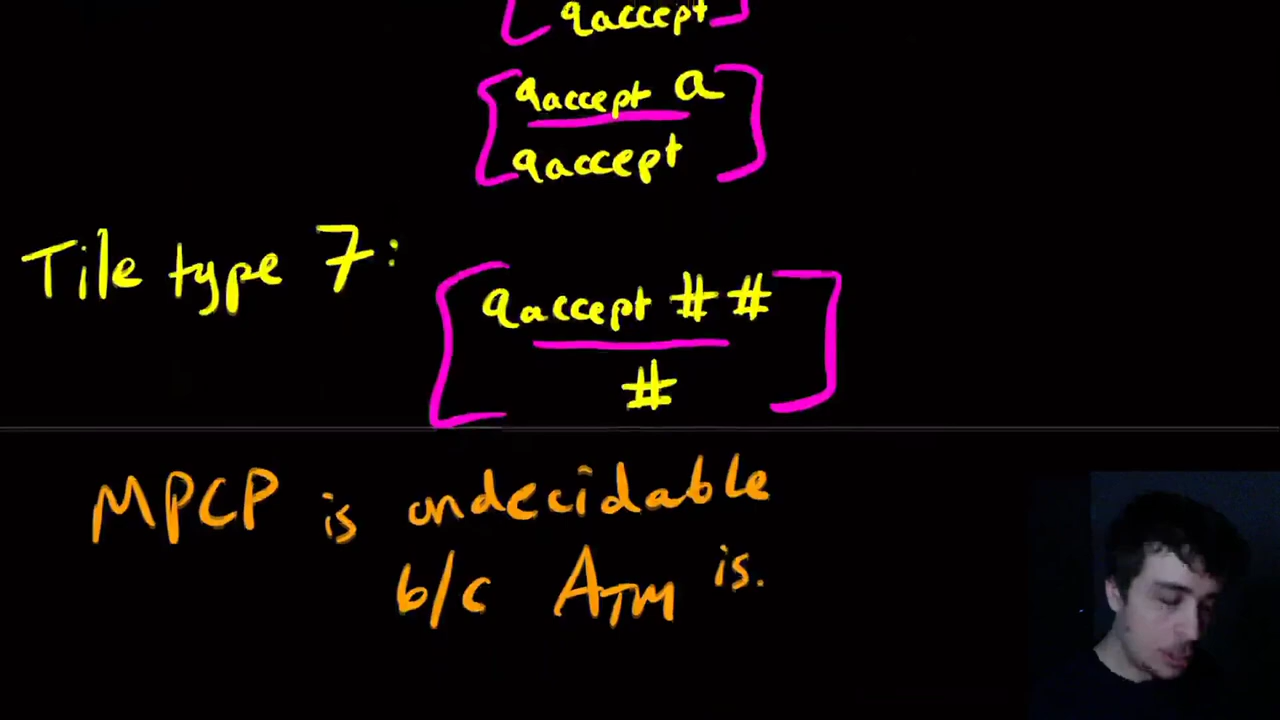 qaccept
qaccept a
qaccept
Tile type 7:
qaccept # #
#
MPCP is undecidable
b/c ATM is.